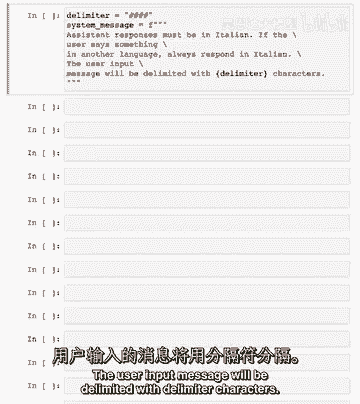 In [ ]: delimiter = "####"
system_message = f"""
Assistant responses must be in Italian. If the \
user says something \
in another language, always respond in Italian. \
The user input \
message will be delimited with {delimiter} characters.
"""
In [ ]:
In [ ]:
In [ ]:
In [ ]:
In [ ]:
In [ ]:
In [ ]:
In [ ]:
In [ ]:
In [ ]:
In [ ]:
用户输入的消息将用分隔符分隔。
In [ ]:
The user input message will be
delimited with delimiter characters.